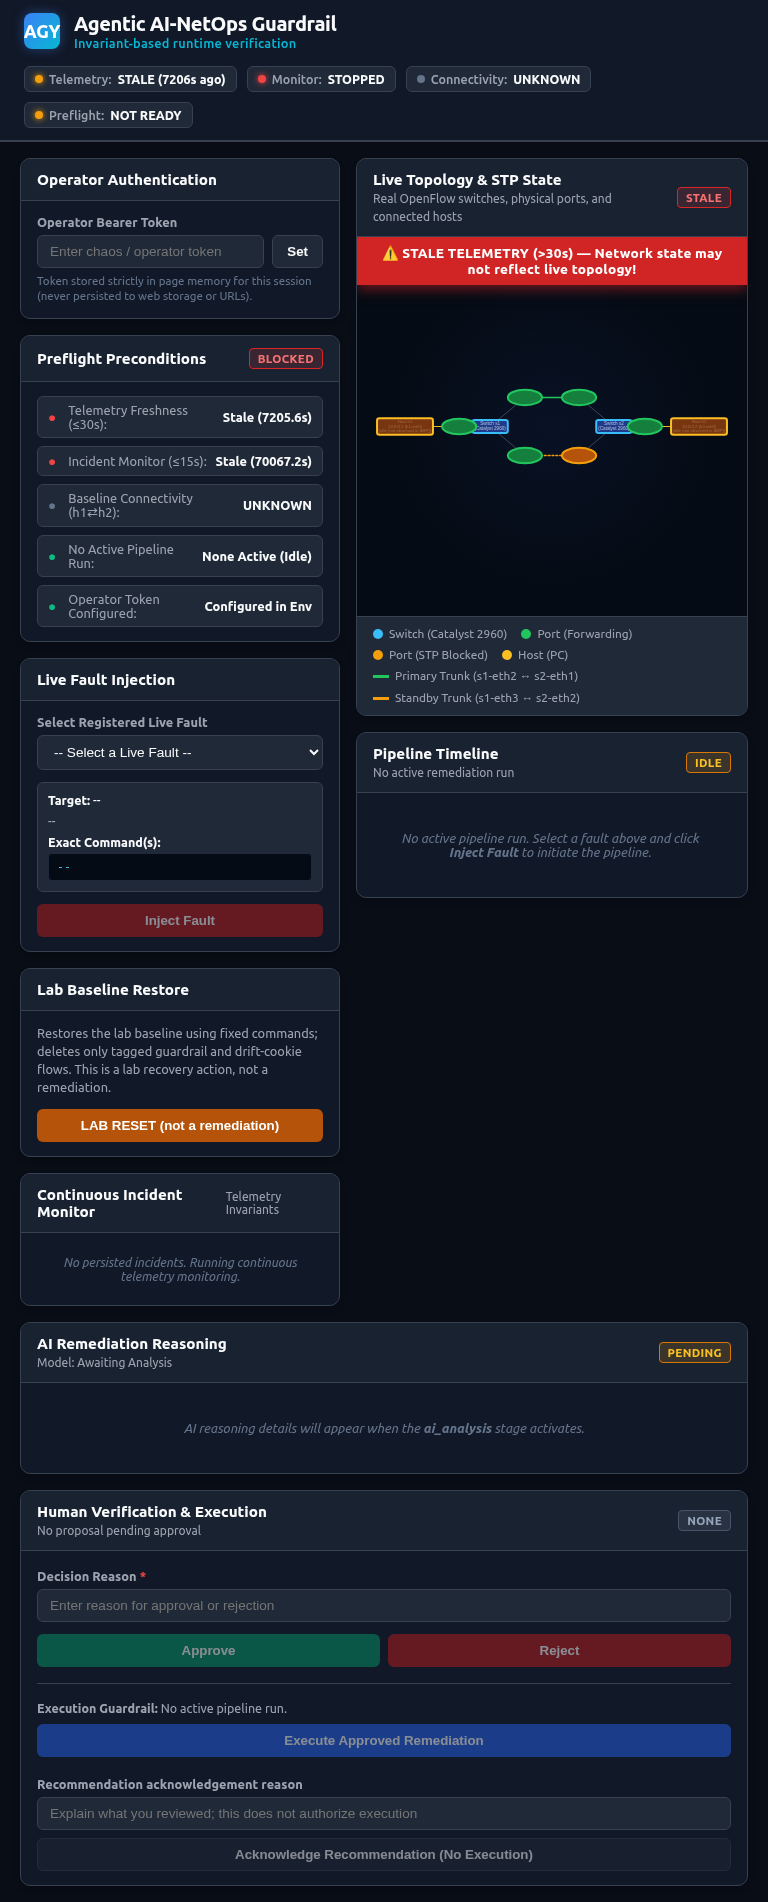 AGY
Agentic AI-NetOps Guardrail
Invariant-based runtime verification
Telemetry: STALE (7206s ago)
Monitor: STOPPED
Connectivity: UNKNOWN
Preflight: NOT READY
Operator Authentication
Operator Bearer Token
Enter chaos / operator token
Set
Token stored strictly in page memory for this session
(never persisted to web storage or URLs).
Preflight Preconditions
BLOCKED
Telemetry Freshness
(≤30s):
Stale (7205.6s)
Incident Monitor (≤15s):
Stale (70067.2s)
Baseline Connectivity
(h1⇄h2):
UNKNOWN
No Active Pipeline
Run:
None Active (Idle)
Operator Token
Configured:
Configured in Env
Live Fault Injection
Select Registered Live Fault
-- Select a Live Fault --
Target: --
--
Exact Command(s):
--
Inject Fault
Lab Baseline Restore
Restores the lab baseline using fixed commands;
deletes only tagged guardrail and drift-cookie
flows. This is a lab recovery action, not a
remediation.
LAB RESET (not a remediation)
Continuous Incident
Monitor
Telemetry
Invariants
No persisted incidents. Running continuous
telemetry monitoring.
Live Topology & STP State
Real OpenFlow switches, physical ports, and
connected hosts
STALE
⚠️ STALE TELEMETRY (>30s) — Network state may
not reflect live topology!
Switch s1
(Catalyst 2960)
Switch s2
(Catalyst 2960)
Switch (Catalyst 2960)
Port (Forwarding)
Port (STP Blocked)
Host (PC)
Primary Trunk (s1-eth2 ↔ s2-eth1)
Standby Trunk (s1-eth3 ↔ s2-eth2)
Pipeline Timeline
No active remediation run
IDLE
No active pipeline run. Select a fault above and click
Inject Fault to initiate the pipeline.
AI Remediation Reasoning
Model: Awaiting Analysis
PENDING
AI reasoning details will appear when the ai_analysis stage activates.
Human Verification & Execution
No proposal pending approval
NONE
Decision Reason *
Enter reason for approval or rejection
Approve
Reject
Execution Guardrail: No active pipeline run.
Execute Approved Remediation
Recommendation acknowledgement reason
Explain what you reviewed; this does not authorize execution
Acknowledge Recommendation (No Execution)